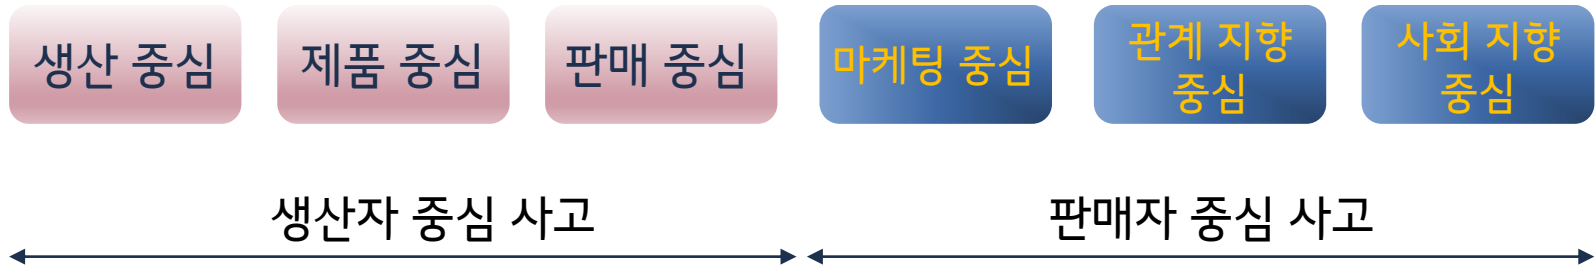 생산 중심
제품 중심
판매 중심
마케팅 중심
관계 지향
중심
사회 지향
중심
생산자 중심 사고
판매자 중심 사고